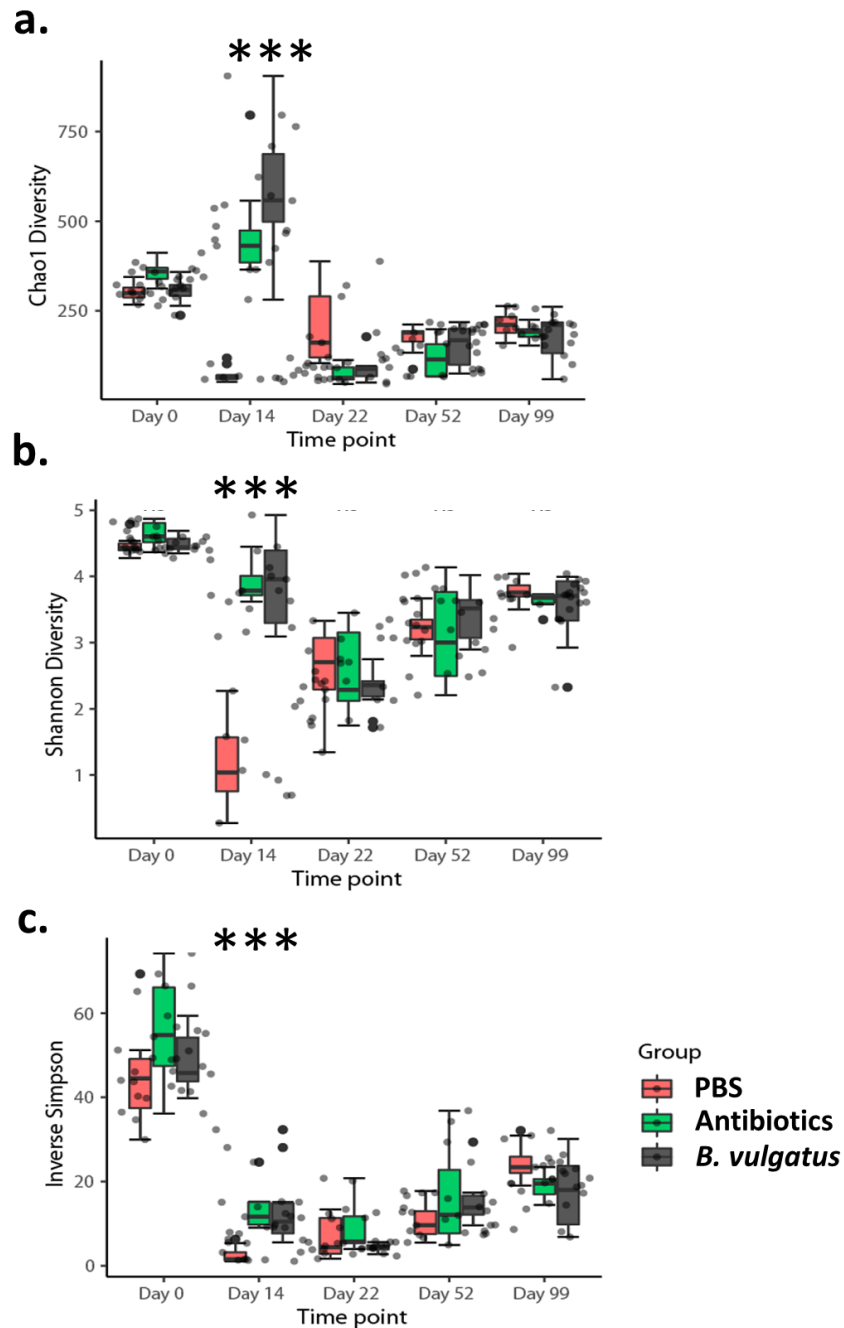 a.
***
Chao1 Diversity
750
500
250
Day 0 Day 14 Day 22 Day 52 Day 99
Time point
b.
***
Shannon Diversity
5
4
3
2
1
Day 0 Day 14 Day 22 Day 52 Day 99
Time point
c.
***
Inverse Simpson
60
40
20
0
Day 0 Day 14 Day 22 Day 52 Day 99
Time point
Group
PBS
Antibiotics
B. vulgatus